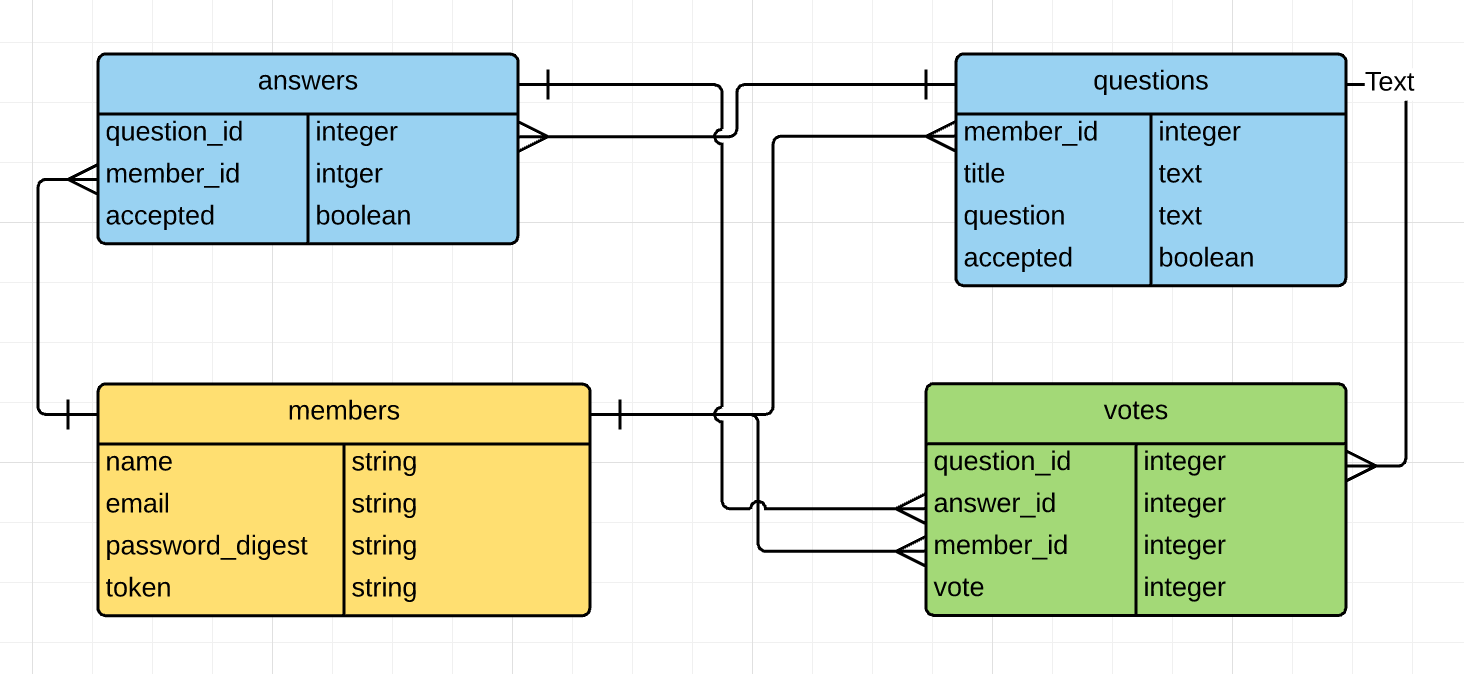 answers
question_id integer
member_id intger
accepted boolean
questions
Text
member_id integer
title text
question text
accepted boolean
members
name string
email string
password_digest string
token string
votes
question_id integer
answer_id integer
member_id integer
vote integer